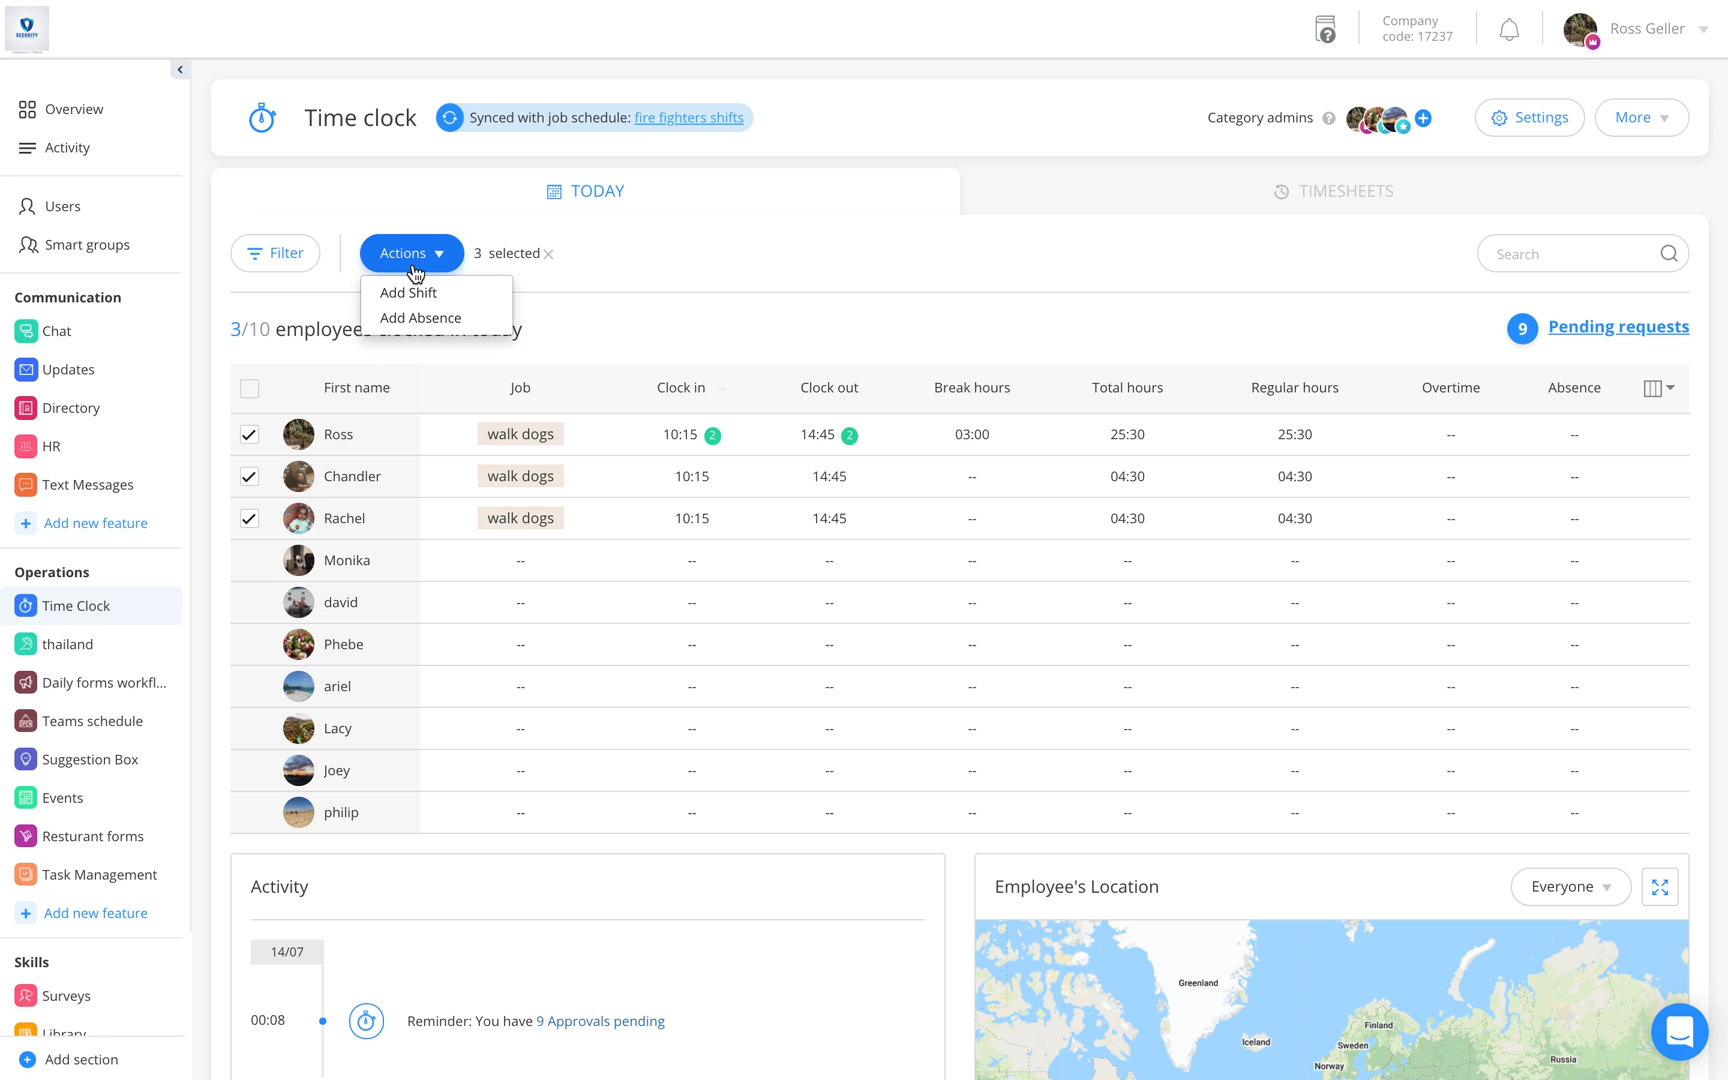 SECURITY
Company
code: 17237
Ross Geller
Overview
Activity
Users
Smart groups
Communication
Chat
Updates
Directory
HR
Text Messages
Add new feature
Operations
Time Clock
thailand
Daily forms workfl...
Teams schedule
Suggestion Box
Events
Resturant forms
Task Management
Add new feature
Skills
Surveys
Library
Add section
Time clock
Synced with job schedule: fire fighters shifts
Category admins ?
Settings
More
TODAY
TIMESHEETS
Filter
Actions
3 selected
Search
Add Shift
Add Absence
3/10 employees clocked in today
9 Pending requests
First name Job Clock in Clock out Break hours Total hours Regular hours Overtime Absence
Ross walk dogs 10:15 2 14:45 2 03:00 25:30 25:30 -- --
Chandler walk dogs 10:15 14:45 -- 04:30 04:30 -- --
Rachel walk dogs 10:15 14:45 -- 04:30 04:30 -- --
Monika -- -- -- -- -- -- -- --
david -- -- -- -- -- -- -- --
Phebe -- -- -- -- -- -- -- --
ariel -- -- -- -- -- -- -- --
Lacy -- -- -- -- -- -- -- --
Joey -- -- -- -- -- -- -- --
philip -- -- -- -- -- -- -- --
Activity
14/07
00:08
Reminder: You have 9 Approvals pending
Employee's Location
Everyone
Greenland
Iceland
Finland
Sweden
Norway
Russia